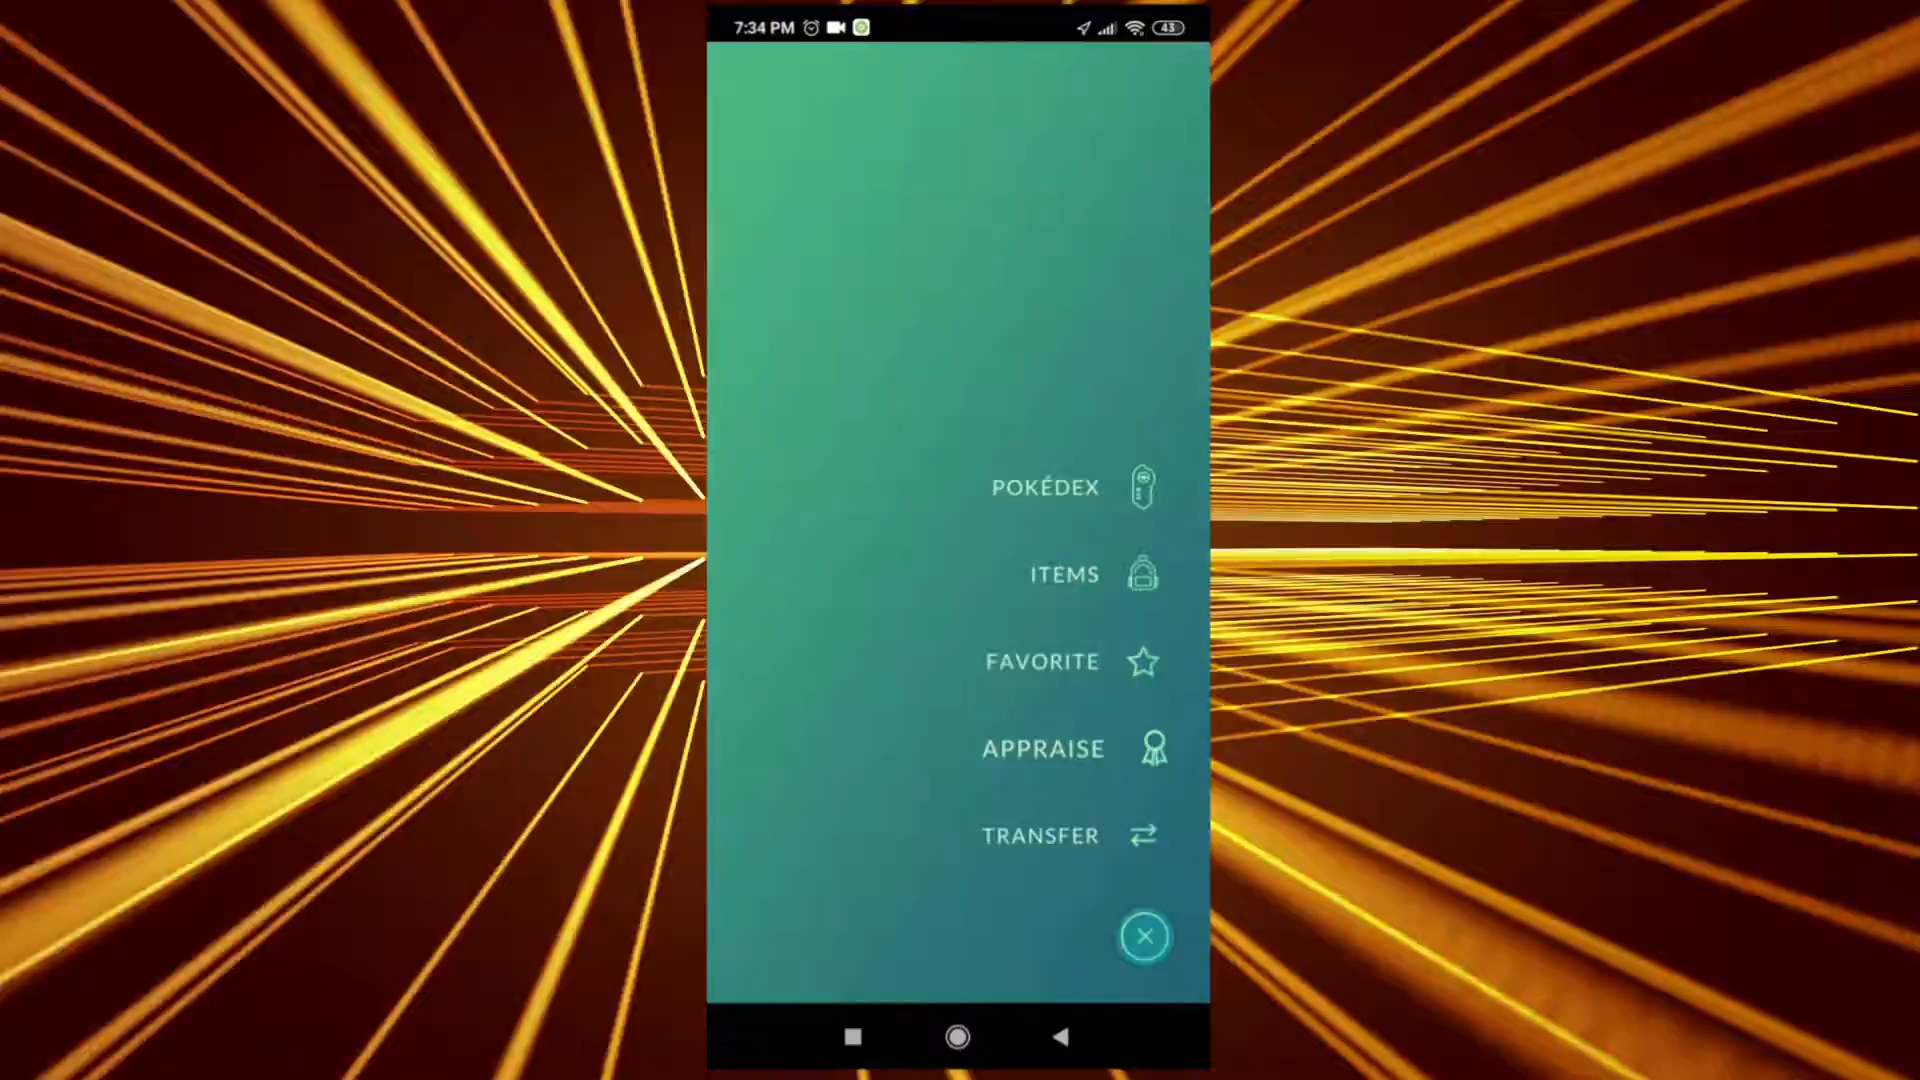 7:34 PM
43
POKÉDEX
ITEMS
FAVORITE
APPRAISE
TRANSFER